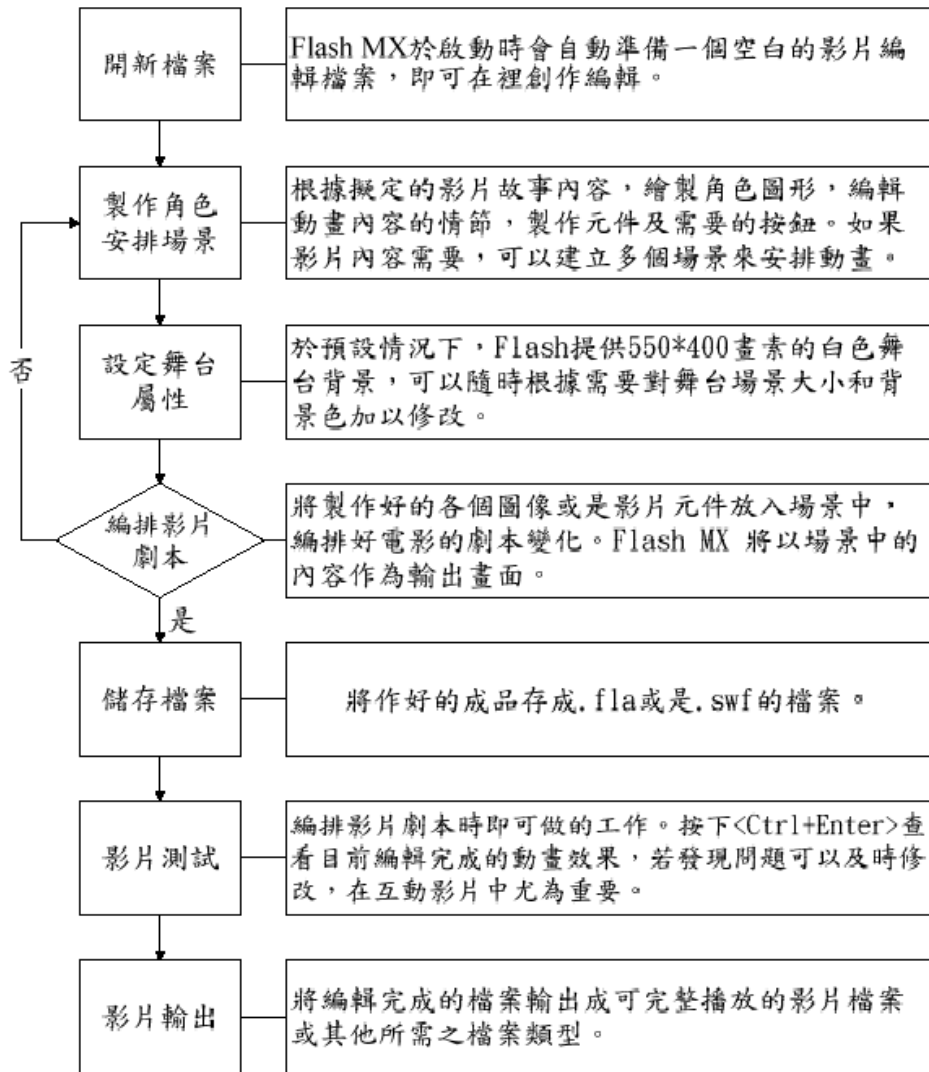 開新檔案
Flash MX於啟動時會自動準備一個空白的影片編
輯檔案，即可在裡創作編輯。
製作角色
安排場景
根據擬定的影片故事內容，繪製角色圖形，編輯
動畫內容的情節，製作元件及需要的按鈕。如果
影片內容需要，可以建立多個場景來安排動畫。
否
設定舞台
屬性
於預設情況下，Flash提供550*400畫素的白色舞
台背景，可以隨時根據需要對舞台場景大小和背
景色加以修改。
編排影片
劇本
將製作好的各個圖像或是影片元件放入場景中，
編排好電影的劇本變化。Flash MX 將以場景中的
內容作為輸出畫面。
是
儲存檔案
將作好的成品存成.fla或是.swf的檔案。
影片測試
編排影片劇本時即可做的工作。按下<Ctrl+Enter>查
看目前編輯完成的動畫效果，若發現問題可以及時修
改，在互動影片中尤為重要。
影片輸出
將編輯完成的檔案輸出成可完整播放的影片檔案
或其他所需之檔案類型。